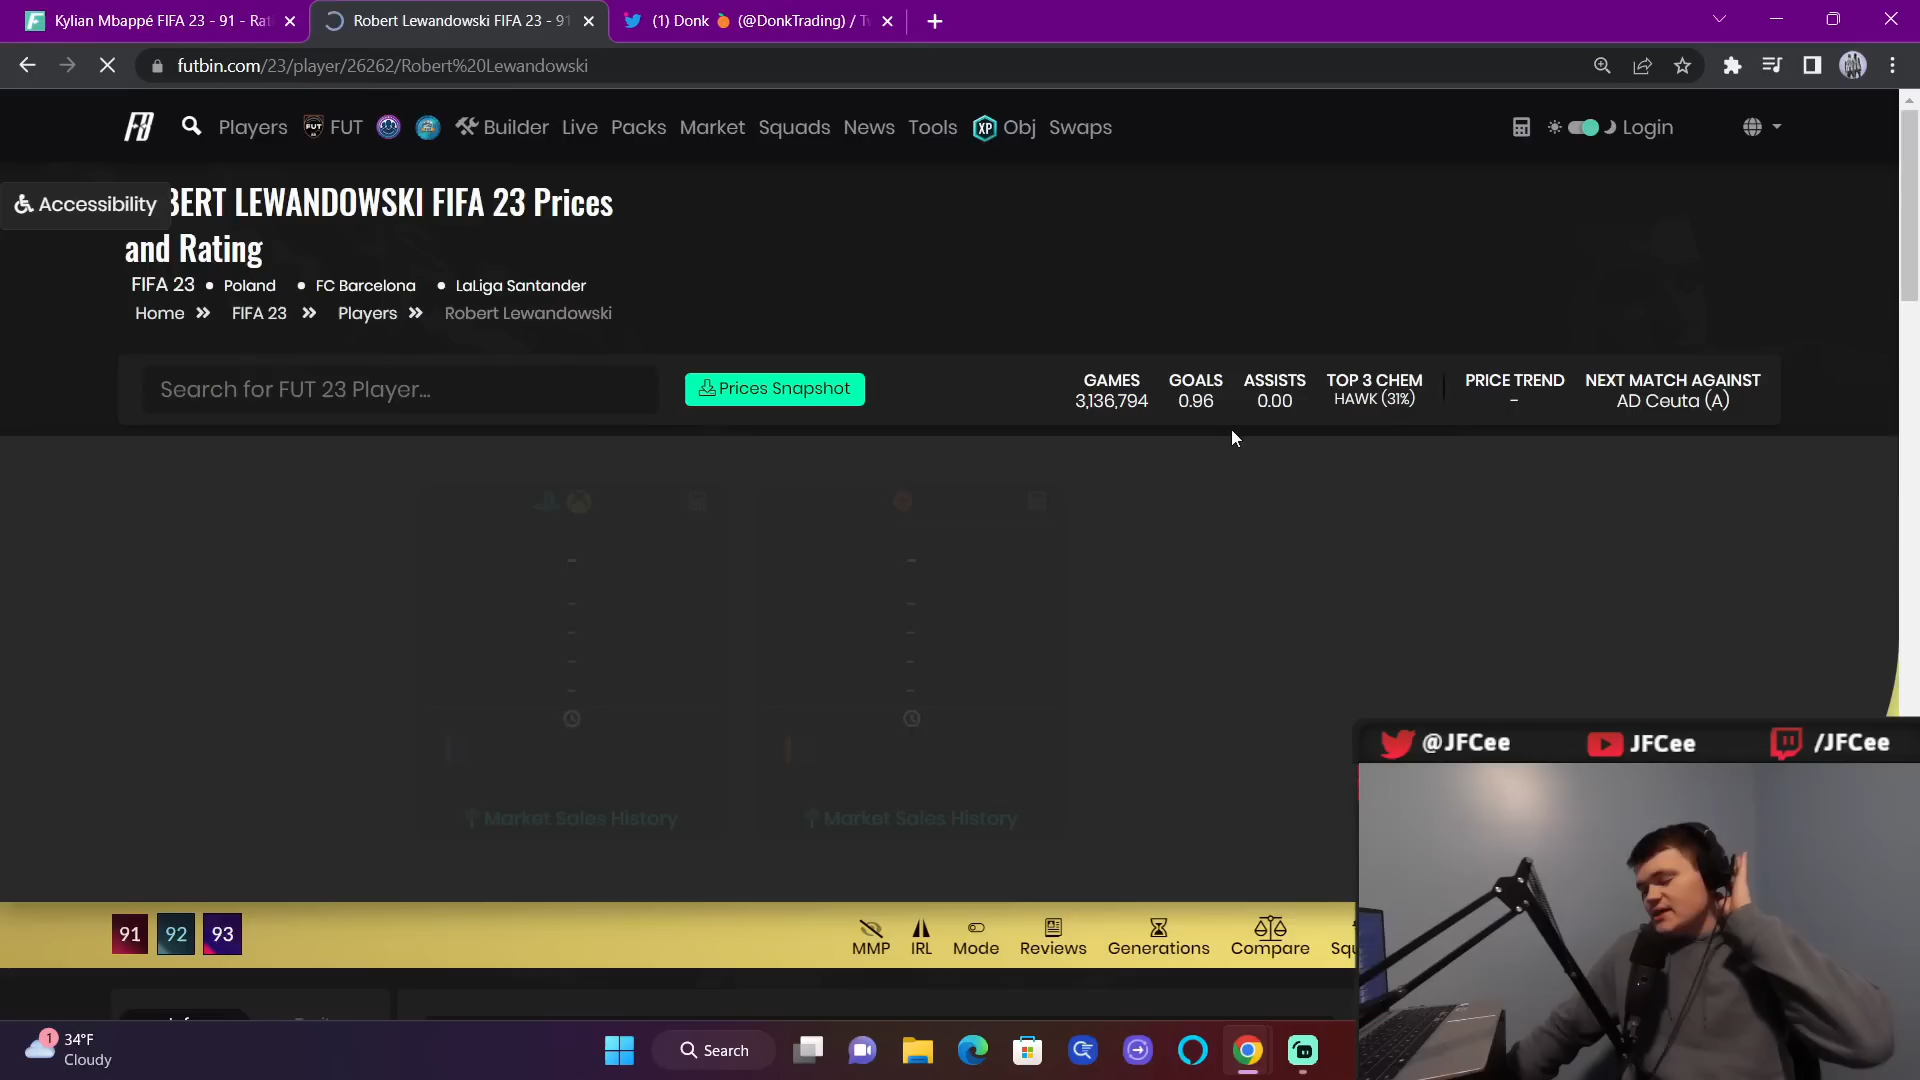 Kylian Mbappé FIFA 23 - 91 - Rat
Robert Lewandowski FIFA 23 - 91
(1) Donk 🍊 (@DonkTrading) / Tw
futbin.com/23/player/26262/Robert%20Lewandowski
Players FUT Builder Live Packs Market Squads News Tools XP Obj Swaps Login
Accessibility
BERT LEWANDOWSKI FIFA 23 Prices
and Rating
FIFA 23 • Poland • FC Barcelona • LaLiga Santander
Home » FIFA 23 » Players » Robert Lewandowski
Search for FUT 23 Player...
Prices Snapshot
GAMES GOALS ASSISTS TOP 3 CHEM PRICE TREND NEXT MATCH AGAINST
3,136,794 0.96 0.00 HAWK (31%) - AD Ceuta (A)
Market Sales History Market Sales History
@JFCee JFCee /JFCee
91 92 93
MMP IRL Mode Reviews Generations Compare Squ
1 34°F
Cloudy
Search